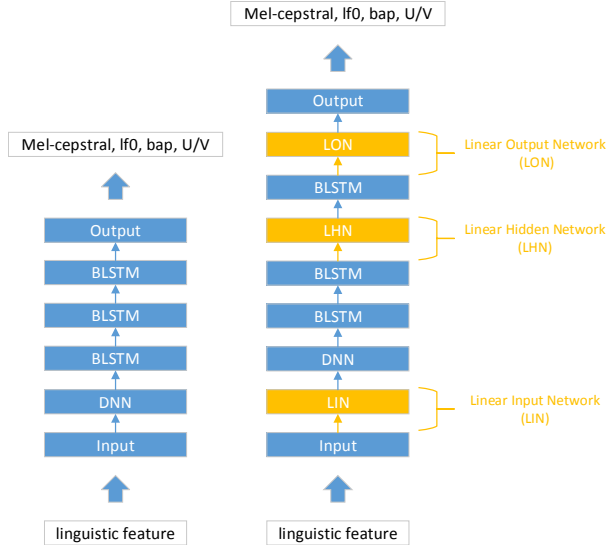 Mel-cepstral, lf0, bap, U/V
Output
BLSTM
BLSTM
BLSTM
DNN
Input
linguistic feature
Mel-cepstral, lf0, bap, U/V
Output
LON
BLSTM
LHN
BLSTM
BLSTM
DNN
LIN
Input
linguistic feature
Linear Output Network
(LON)
Linear Hidden Network
(LHN)
Linear Input Network
(LIN)